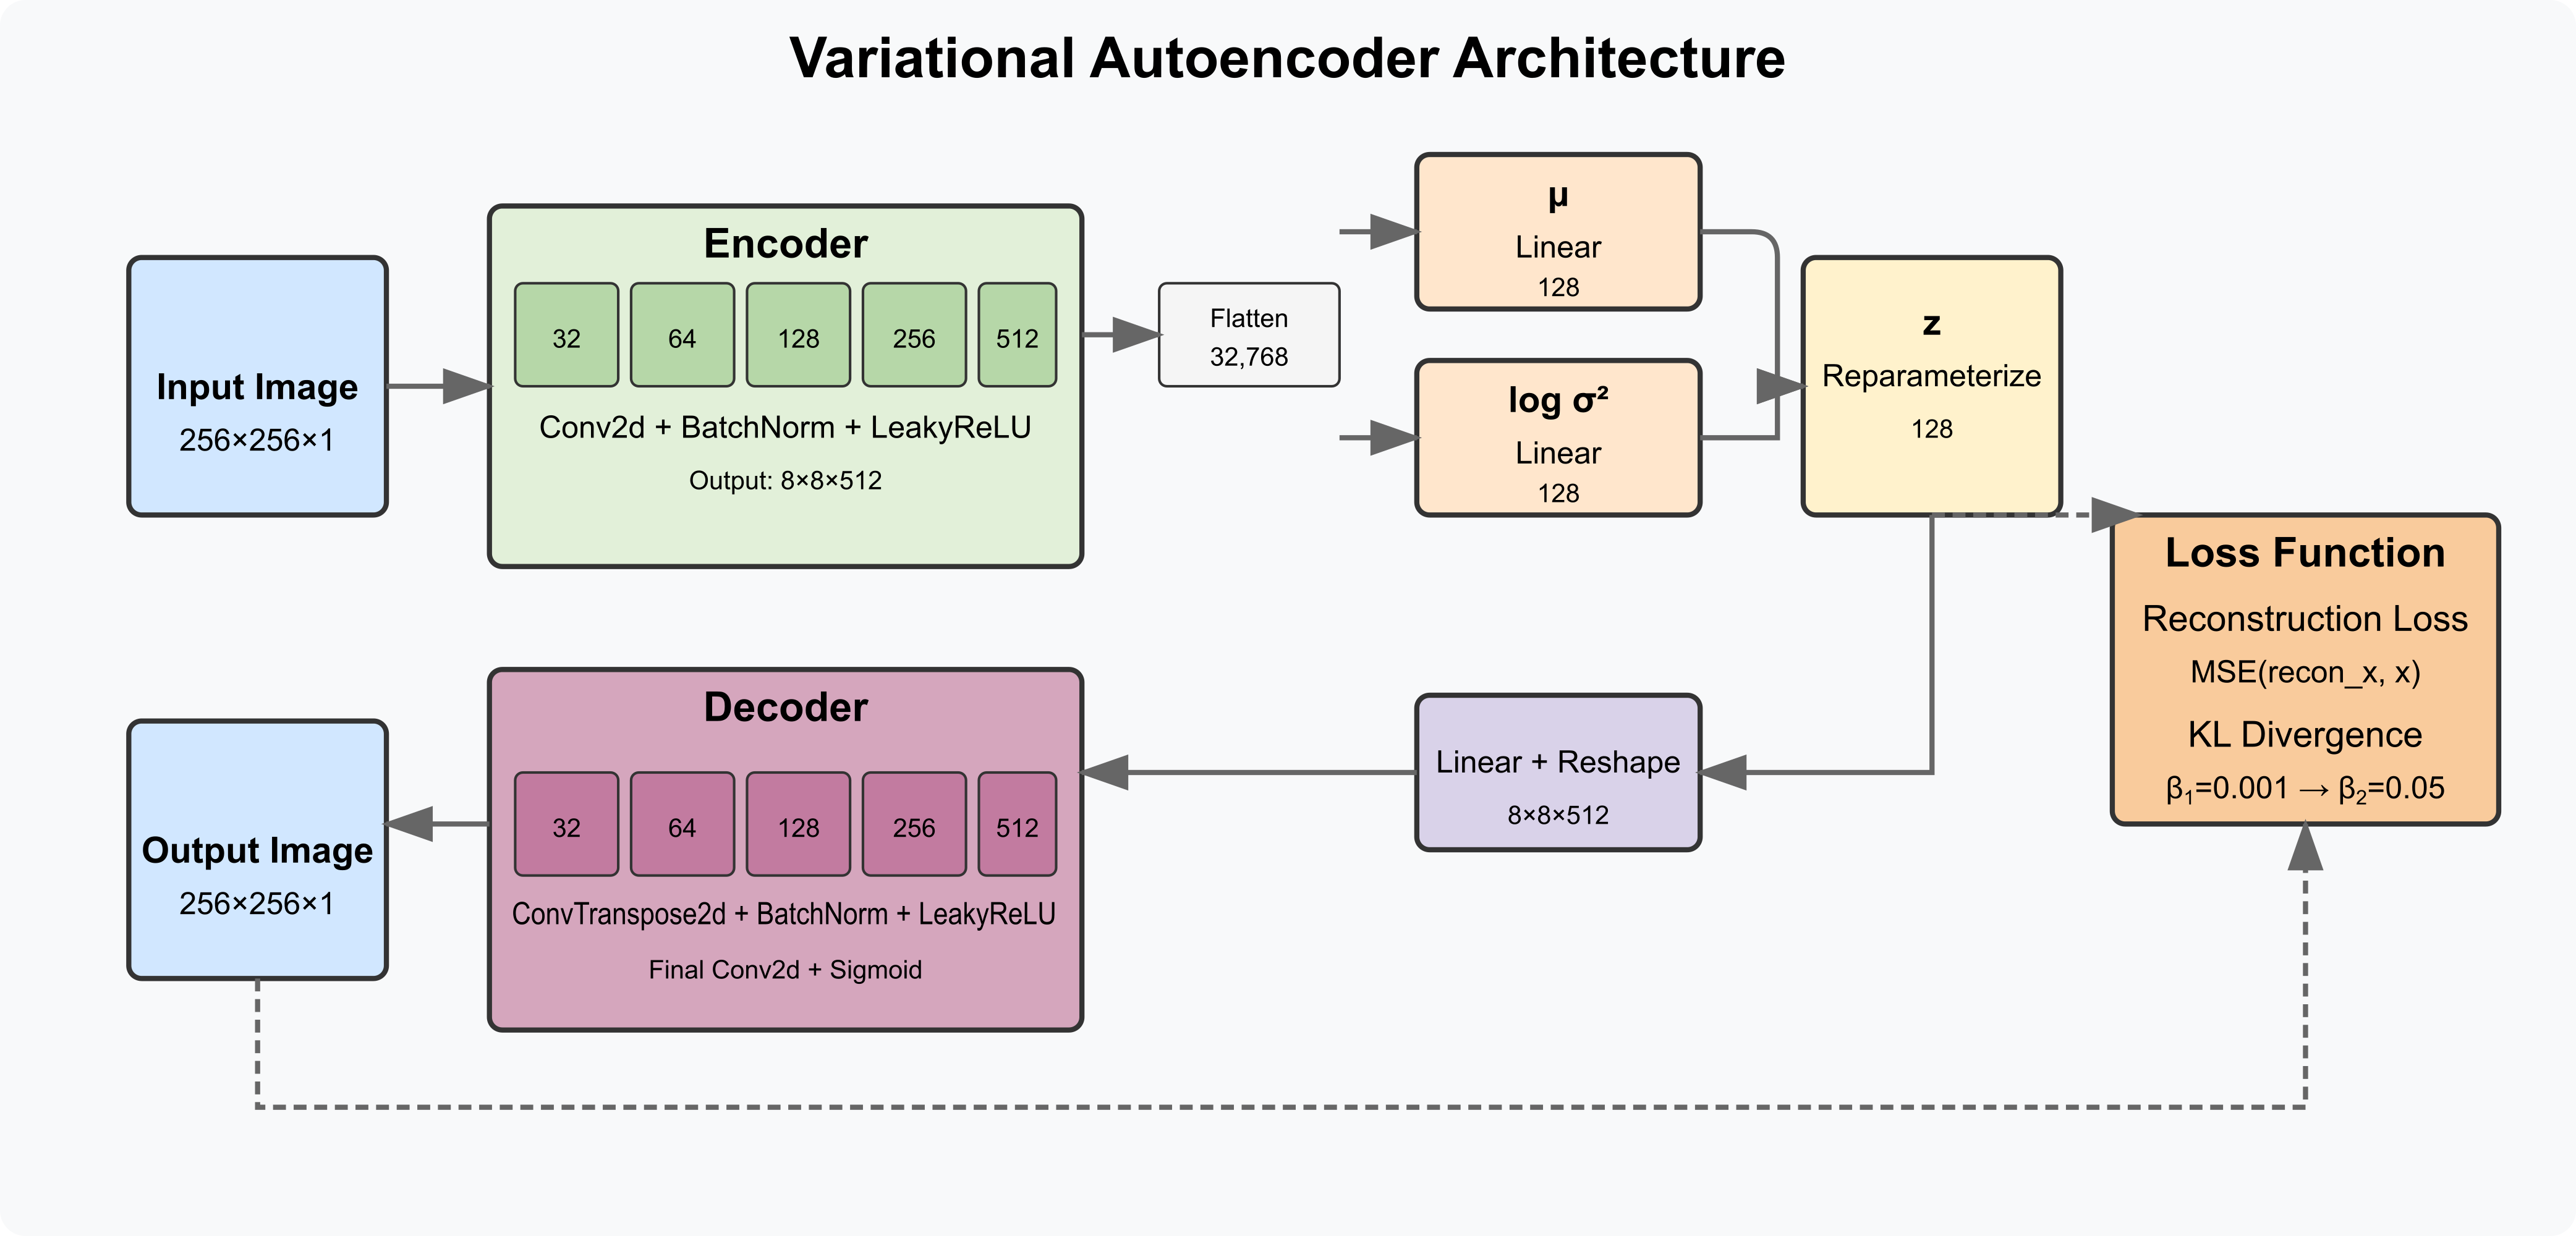 Variational Autoencoder Architecture
Input Image
256×256×1
Encoder
32 64 128 256 512
Conv2d + BatchNorm + LeakyReLU
Output: 8×8×512
Flatten
32,768
μ
Linear
128
log σ²
Linear
128
z
Reparameterize
128
Loss Function
Reconstruction Loss
MSE(recon_x, x)
KL Divergence
β₁=0.001 → β₂=0.05
Linear + Reshape
8×8×512
Decoder
32 64 128 256 512
ConvTranspose2d + BatchNorm + LeakyReLU
Final Conv2d + Sigmoid
Output Image
256×256×1